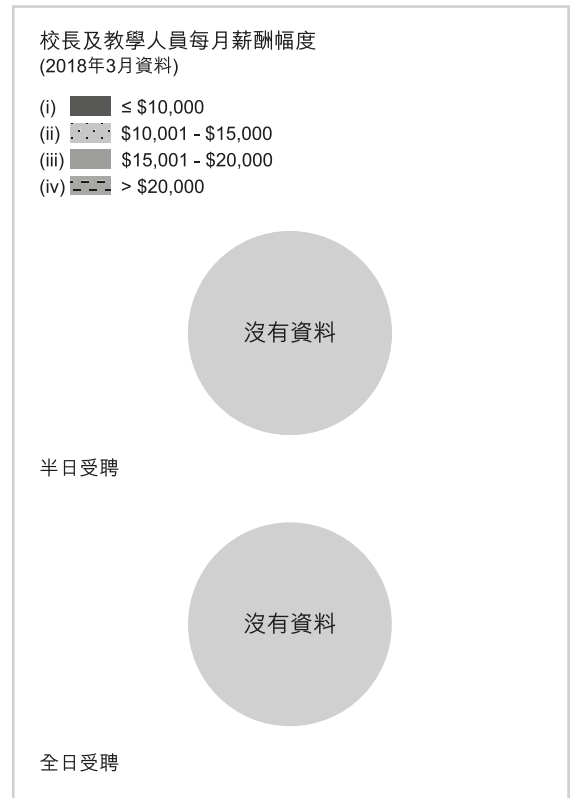 校長及教學人員每月薪酬幅度
(2018年3月資料)
(i) ≤ $10,000
(ii) $10,001 - $15,000
(iii) $15,001 - $20,000
(iv) > $20,000
沒有資料
半日受聘
沒有資料
全日受聘